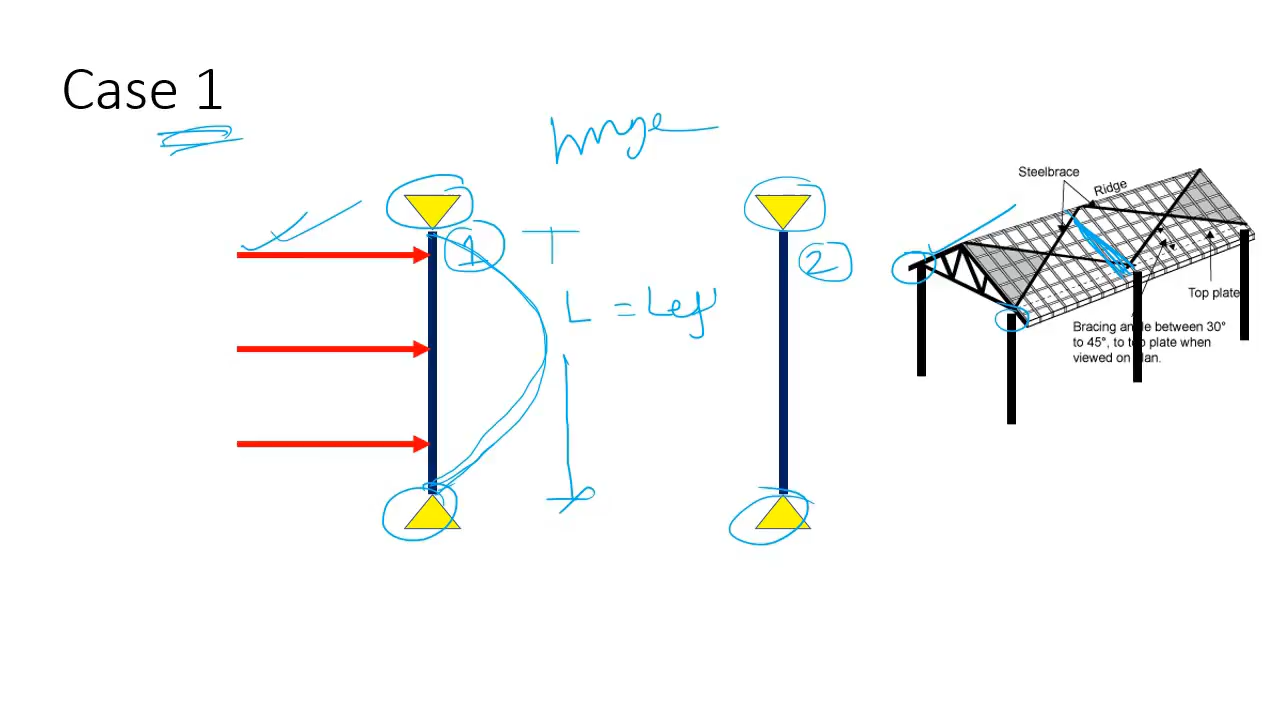 Case 1
hinge
1
L = Leff
2
Steelbrace
Ridge
Top plate
Bracing angle between 30°
to 45°, to top plate when
viewed on plan.